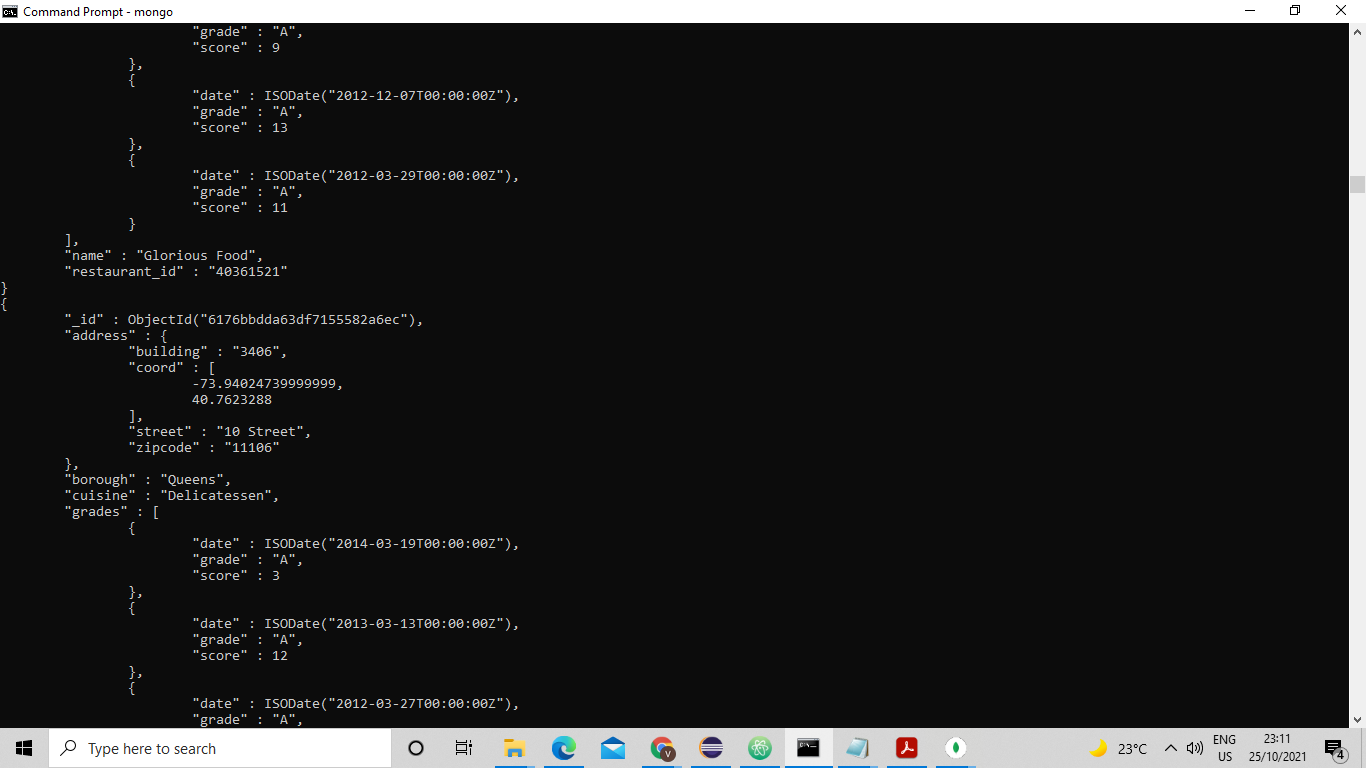 Command Prompt - mongo
"grade" : "A",
"score" : 9
},
{
"date" : ISODate("2012-12-07T00:00:00Z"),
"grade" : "A",
"score" : 13
},
{
"date" : ISODate("2012-03-29T00:00:00Z"),
"grade" : "A",
"score" : 11
}
],
"name" : "Glorious Food",
"restaurant_id" : "40361521"
}
{
"_id" : ObjectId("6176bbdda63df7155582a6ec"),
"address" : {
"building" : "3406",
"coord" : [
-73.94024739999999,
40.7623288
],
"street" : "10 Street",
"zipcode" : "11106"
},
"borough" : "Queens",
"cuisine" : "Delicatessen",
"grades" : [
{
"date" : ISODate("2014-03-19T00:00:00Z"),
"grade" : "A",
"score" : 3
},
{
"date" : ISODate("2013-03-13T00:00:00Z"),
"grade" : "A",
"score" : 12
},
{
"date" : ISODate("2012-03-27T00:00:00Z"),
"grade" : "A",
Type here to search
23°C
ENG
US
23:11
25/10/2021
4